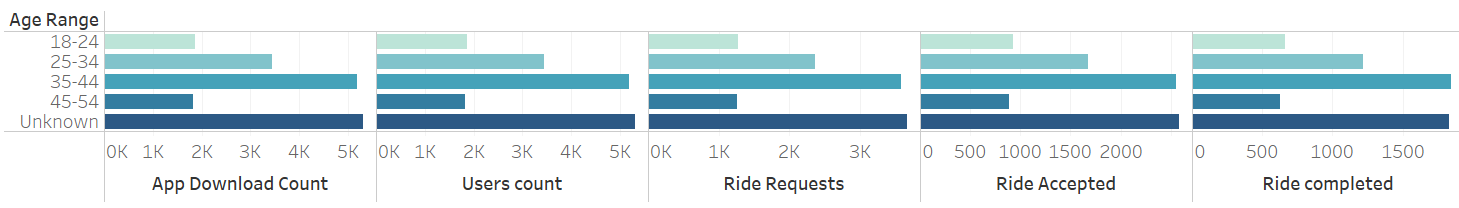 Age Range
18-24
25-34
35-44
45-54
Unknown
0K 1K 2K 3K 4K 5K 0K 1K 2K 3K 4K 5K 0K 1K 2K 3K 0 500 1000 1500 2000 0 500 1000 1500
App Download Count Users count Ride Requests Ride Accepted Ride completed